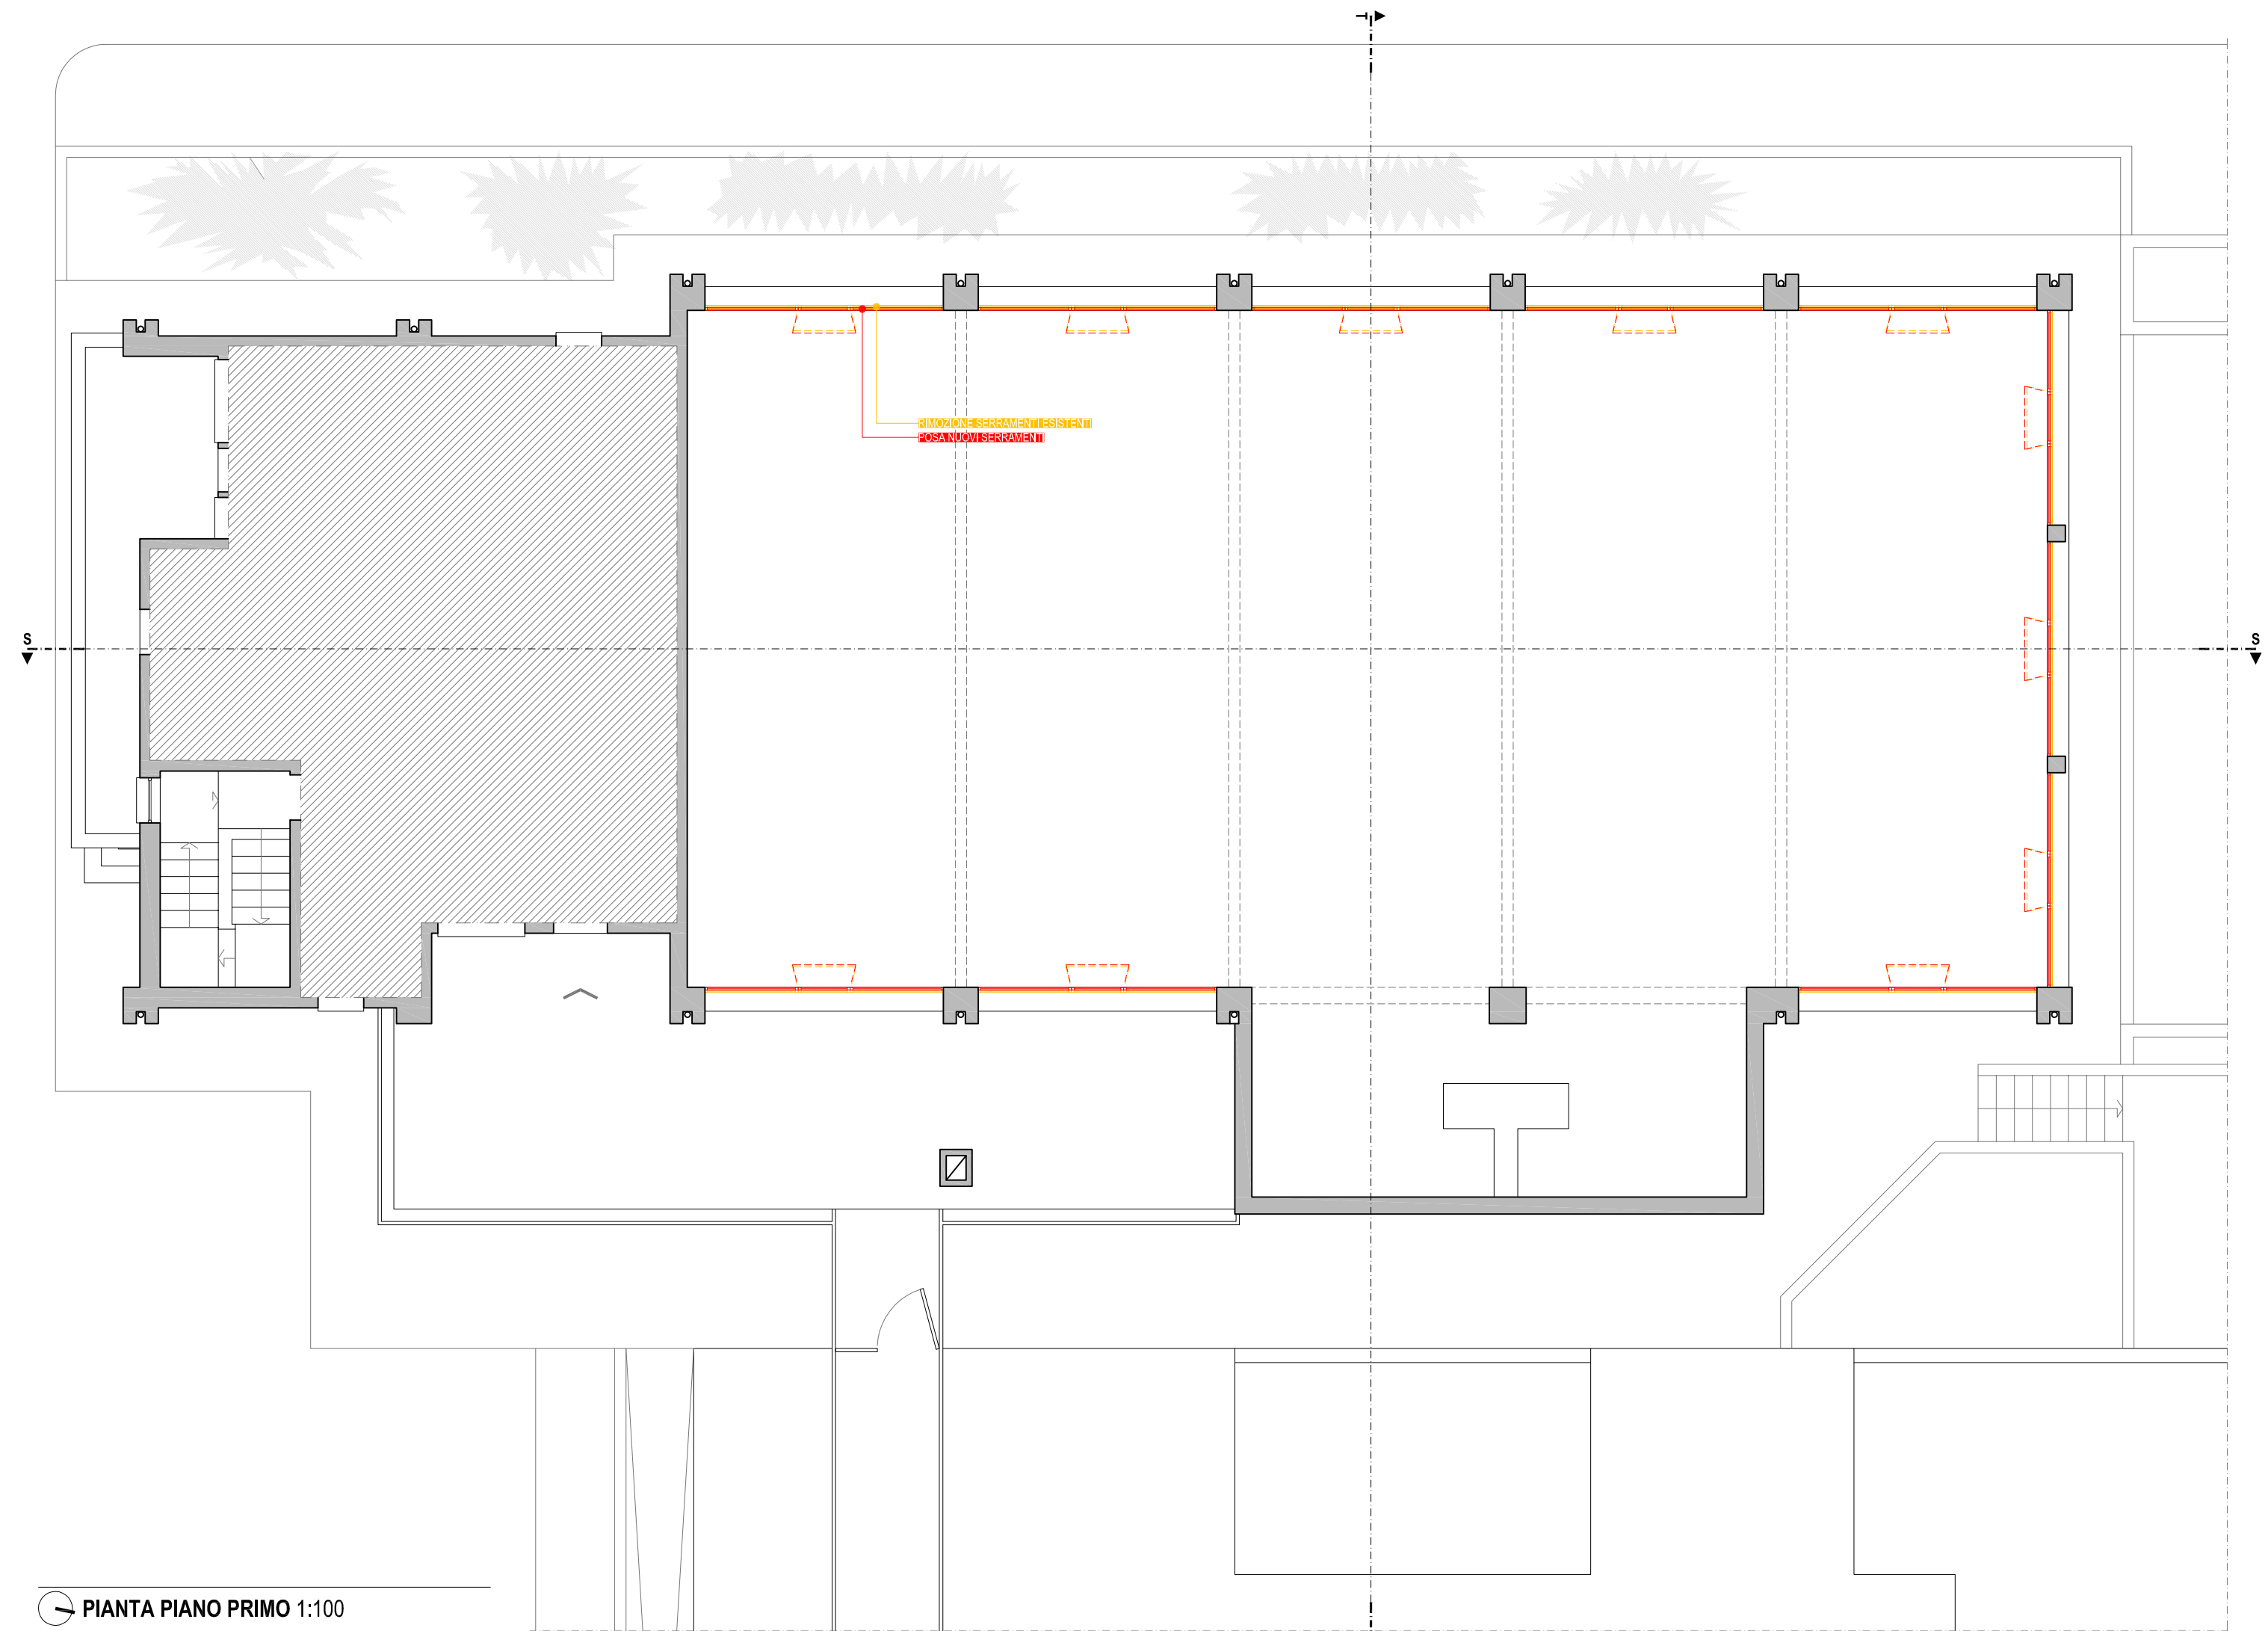 T
RIMOZIONE SERRAMENTI ESISTENTI
POSA NUOVI SERRAMENTI
S
S
PIANTA PIANO PRIMO 1:100